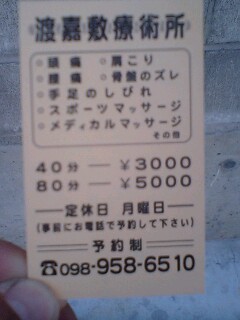 渡嘉敷療術所
○頭痛 ○肩こり
○腰痛 ○骨盤のズレ
○手足のしびれ
○スポーツマッサージ
○メディカルマッサージ
その他
40分 ― ¥3000
80分 ― ¥5000
―定休日 月曜日―
(事前にお電話で予約して下さい)
―予約制―
☎098-958-6510